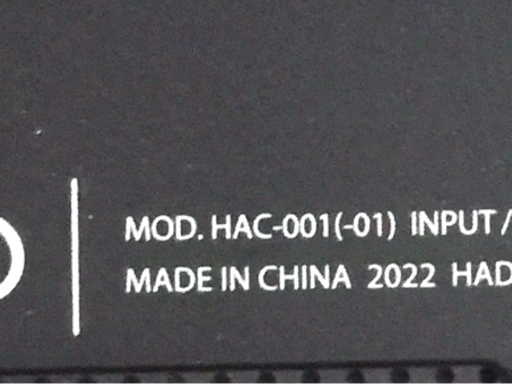 MOD. HAC-001(-01) INPUT /
MADE IN CHINA 2022 HAD